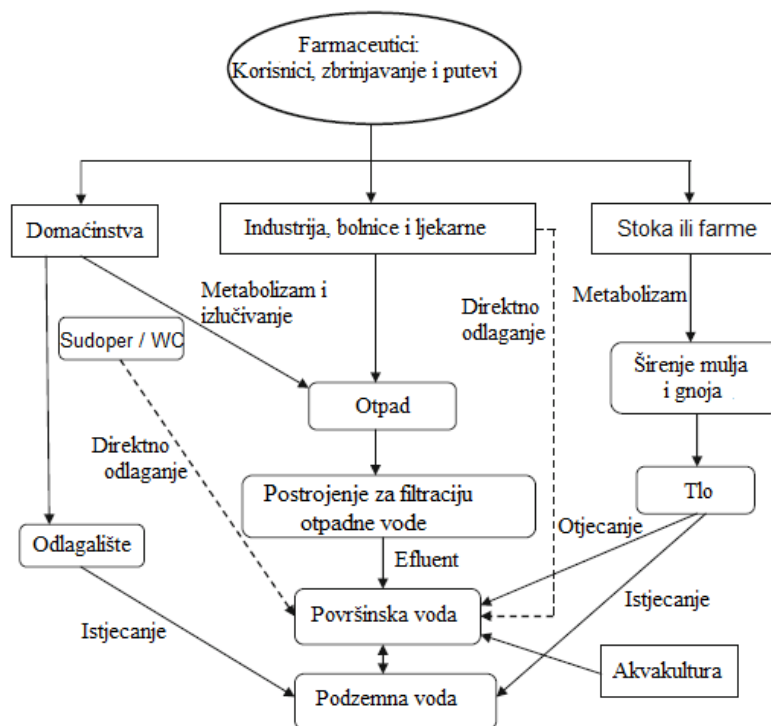 Farmaceutici:
Korisnici, zbrinjavanje i putevi
Domaćinstva
Industrija, bolnice i ljekarne
Stoka ili farme
Metabolizam i
izlučivanje
Direktno
odlaganje
Metabolizam
Sudoper / WC
Širenje mulja
i gnoja
Otpad
Direktno
odlaganje
Postrojenje za filtraciju
otpadne vode
Tlo
Odlagalište
Efluent
Otjecanje
Površinska voda
Istjecanje
Istjecanje
Akvakultura
Podzemna voda